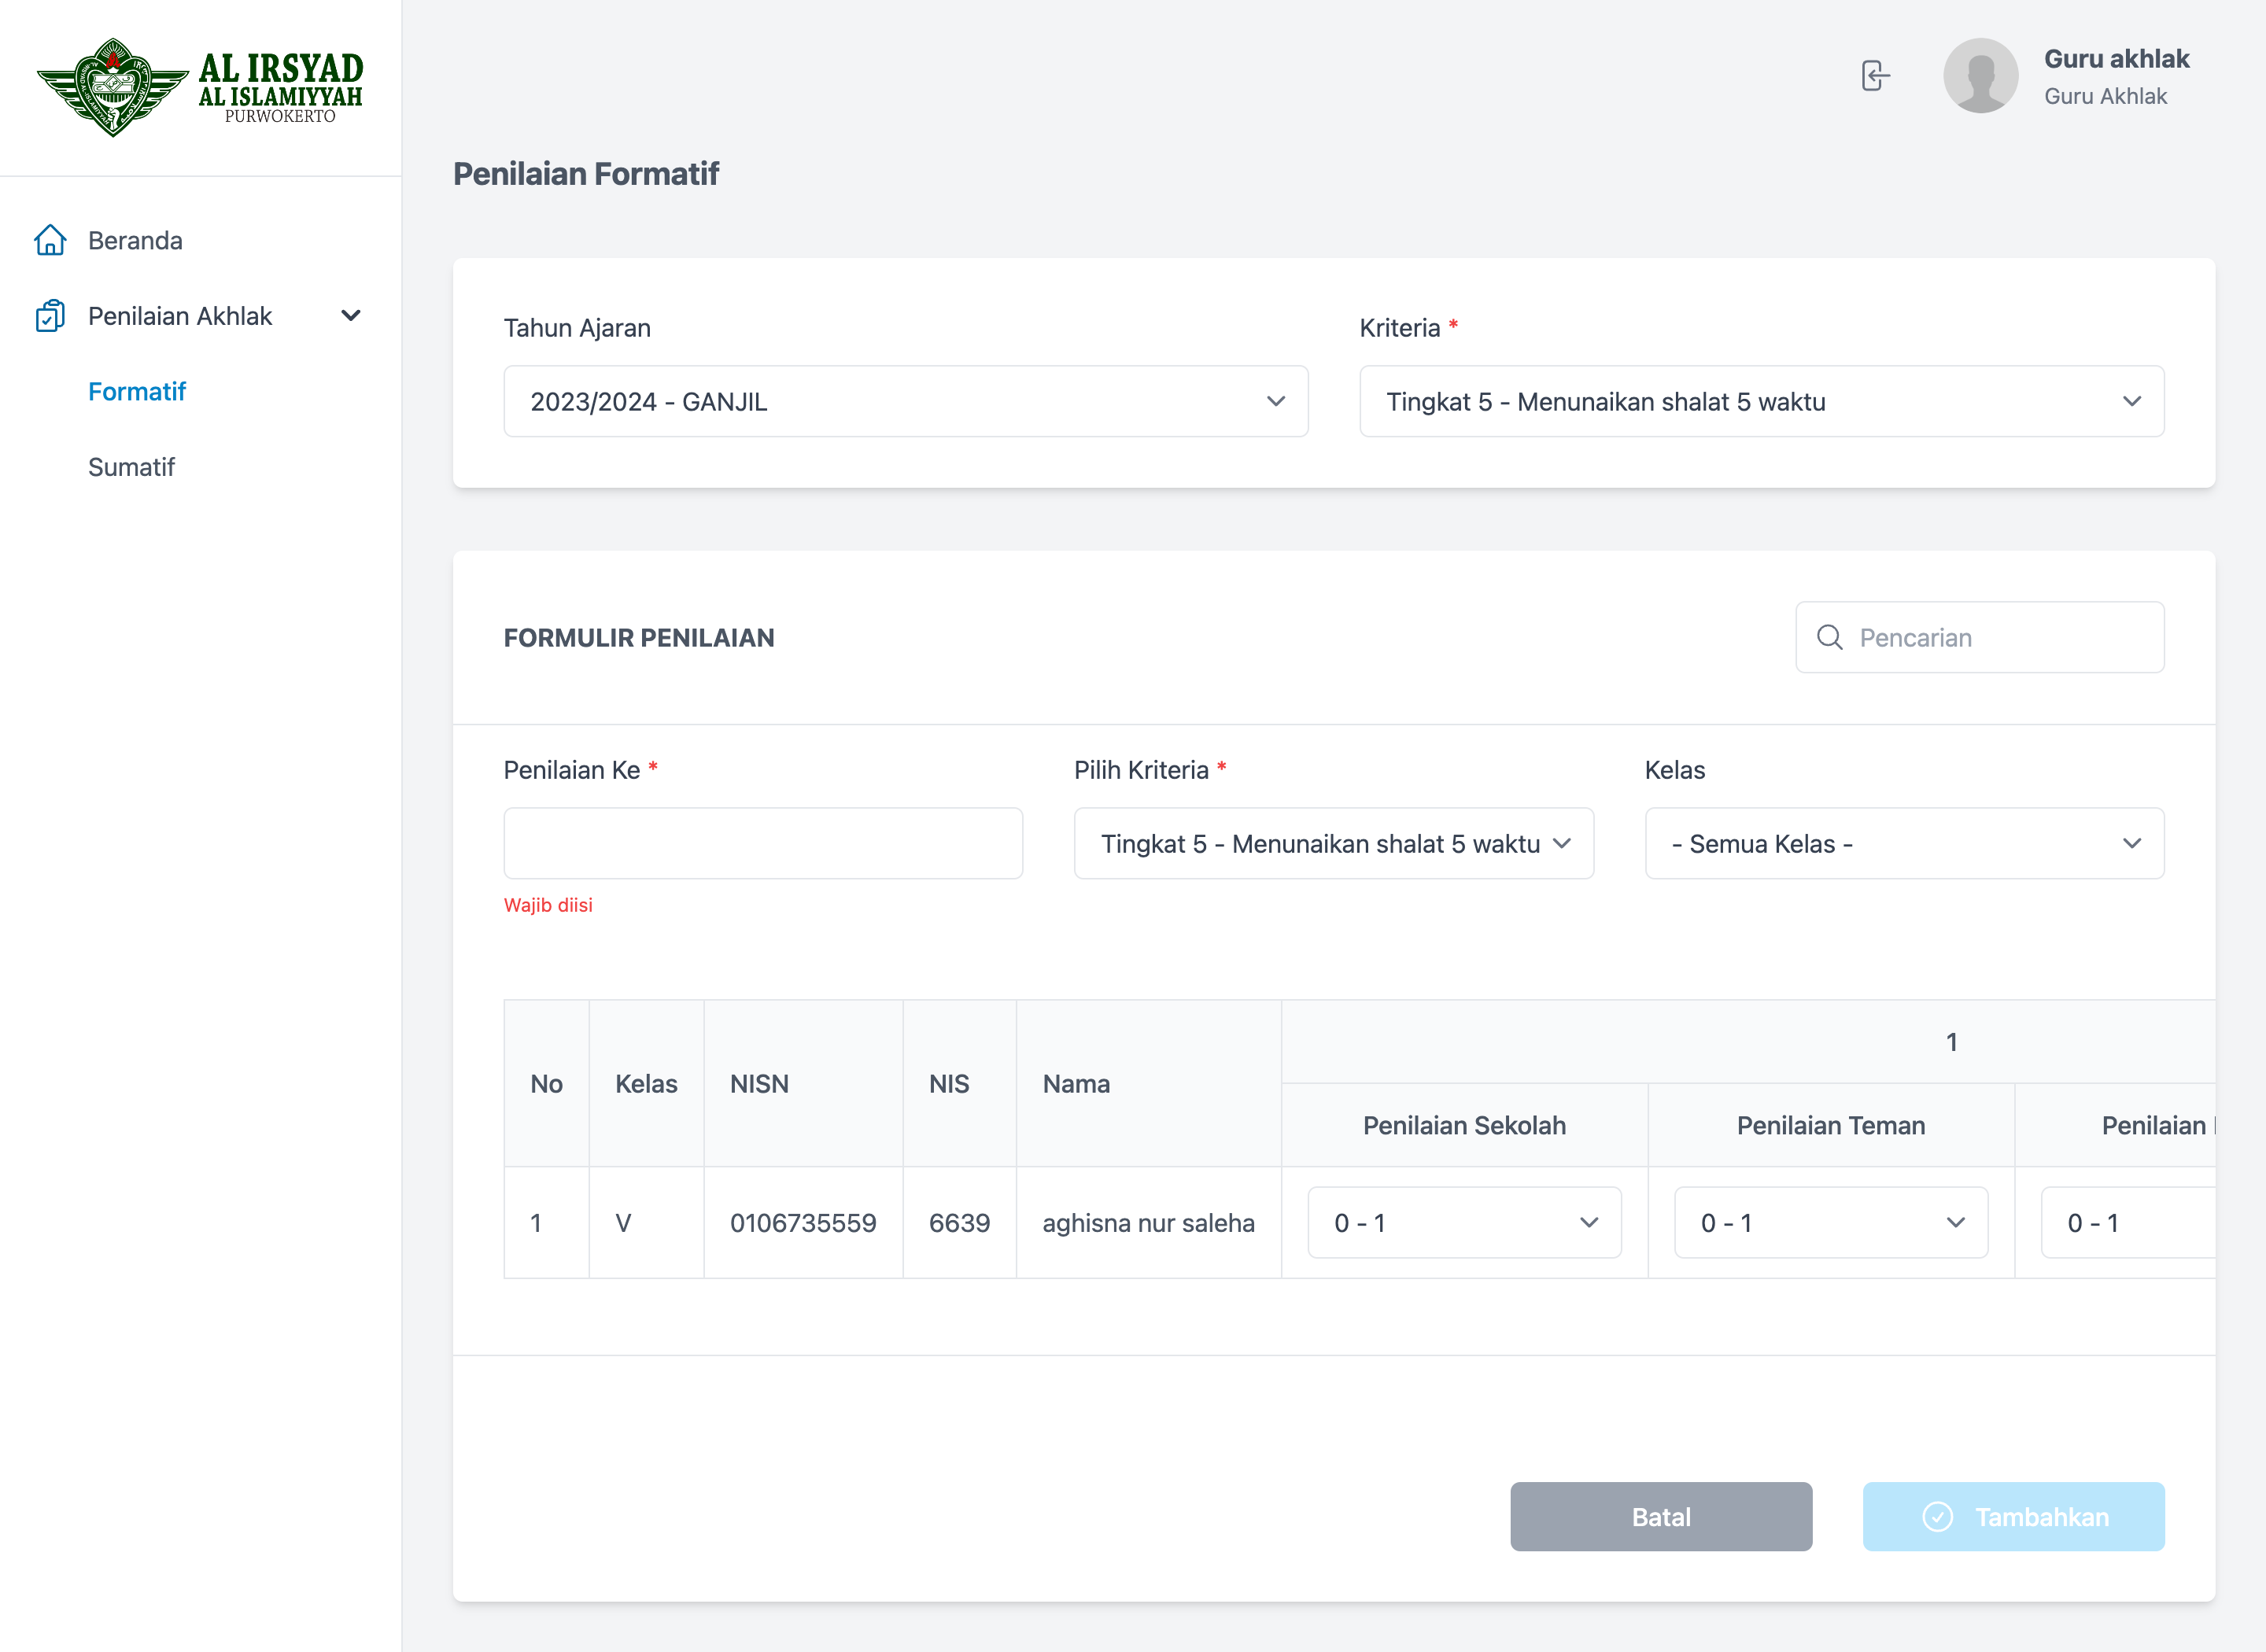 AL IRSYAD
AL ISLAMIYYAH
PURWOKERTO
Guru akhlak
Guru Akhlak
Beranda
Penilaian Akhlak
Formatif
Sumatif
Penilaian Formatif
Tahun Ajaran
Kriteria *
2023/2024 - GANJIL
Tingkat 5 - Menunaikan shalat 5 waktu
FORMULIR PENILAIAN
Pencarian
Penilaian Ke *
Pilih Kriteria *
Kelas
Tingkat 5 - Menunaikan shalat 5 waktu
- Semua Kelas -
Wajib diisi
No Kelas NISN NIS Nama 1
Penilaian Sekolah Penilaian Teman Penilaian
1 V 0106735559 6639 aghisna nur saleha 0 - 1 0 - 1 0 - 1
Batal
Tambahkan